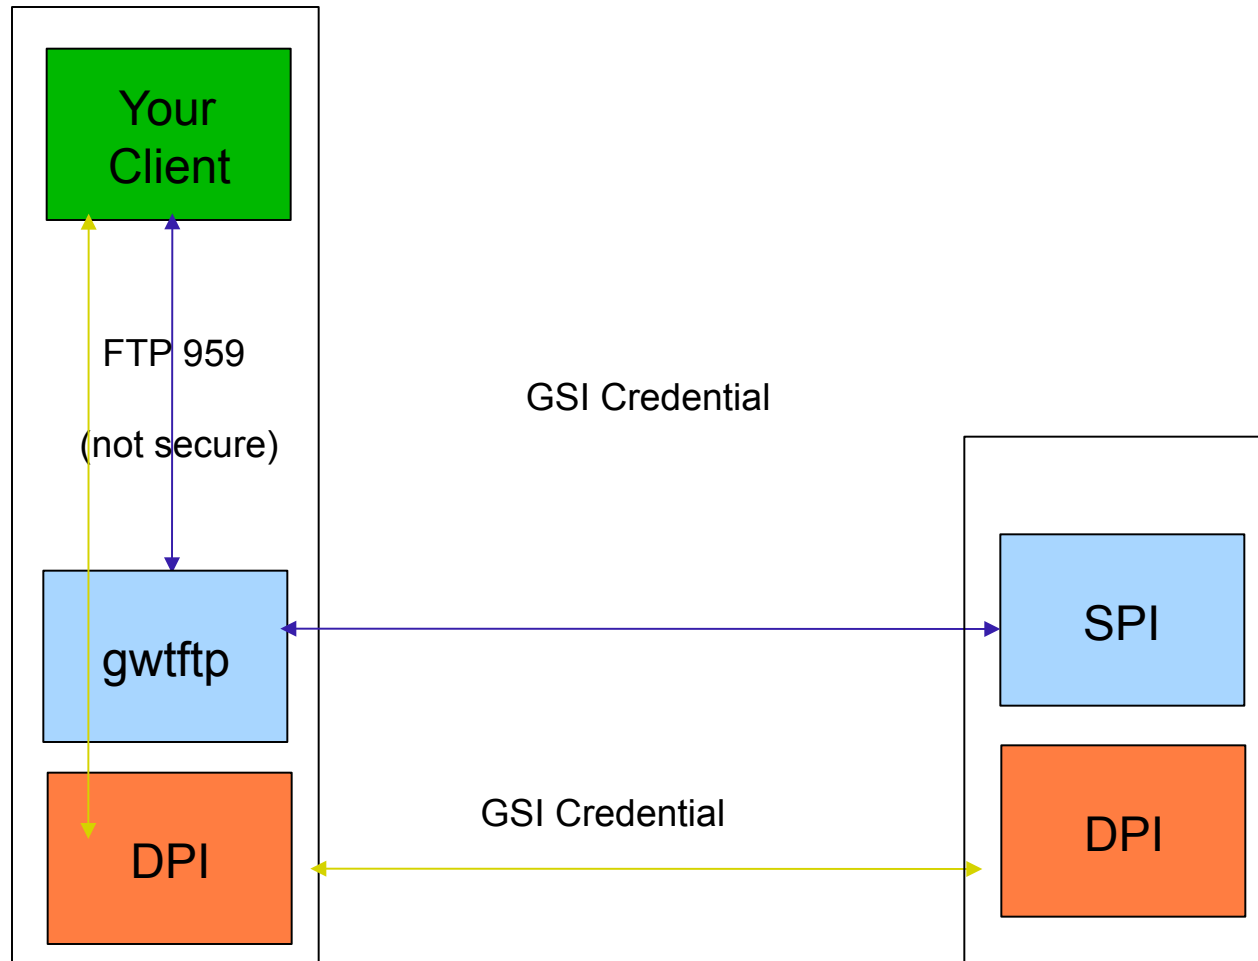 Your
Client
FTP 959
(not secure)
GSI Credential
gwtftp
SPI
GSI Credential
DPI
DPI